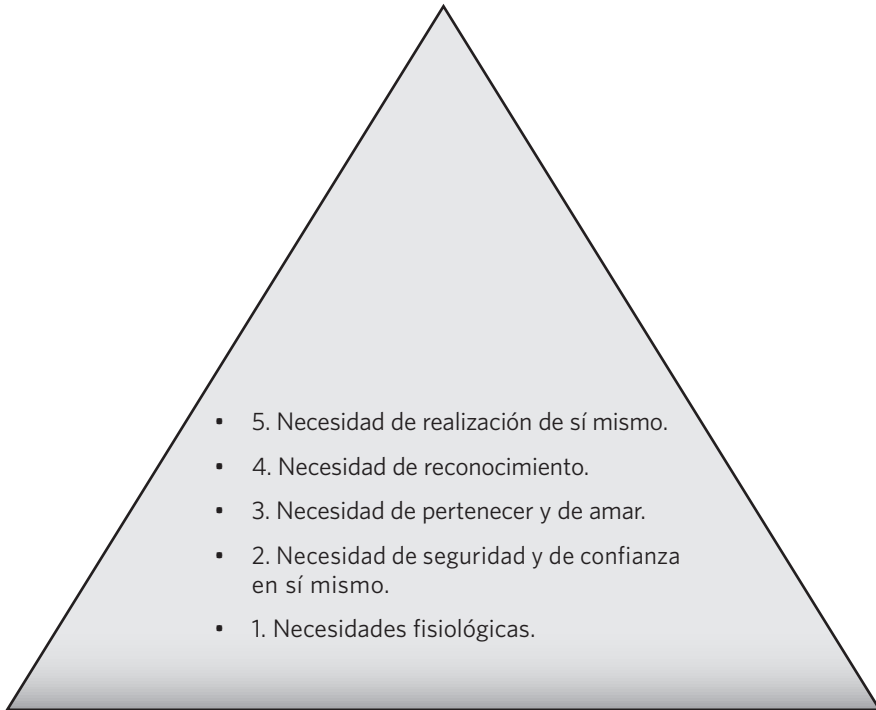 • 5. Necesidad de realización de sí mismo.
• 4. Necesidad de reconocimiento.
• 3. Necesidad de pertenecer y de amar.
• 2. Necesidad de seguridad y de confianza
en sí mismo.
• 1. Necesidades fisiológicas.